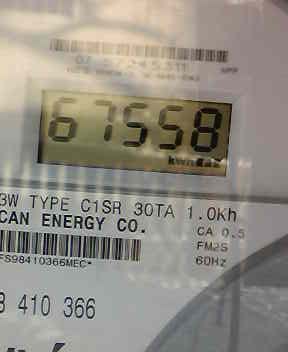 67558
kwh
3W TYPE C1SR 30TA 1.0Kh
CAN ENERGY CO.
CA 0.5
FM2S
60Hz
FS98410366MEC*
8 410 366